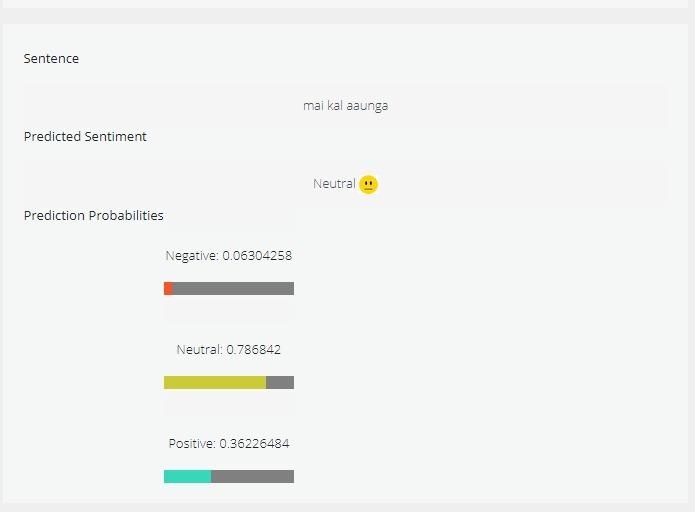 Sentence
mai kal aaunga
Predicted Sentiment
Neutral
Prediction Probabilities
Negative: 0.06304258
Neutral: 0.786842
Positive: 0.36226484